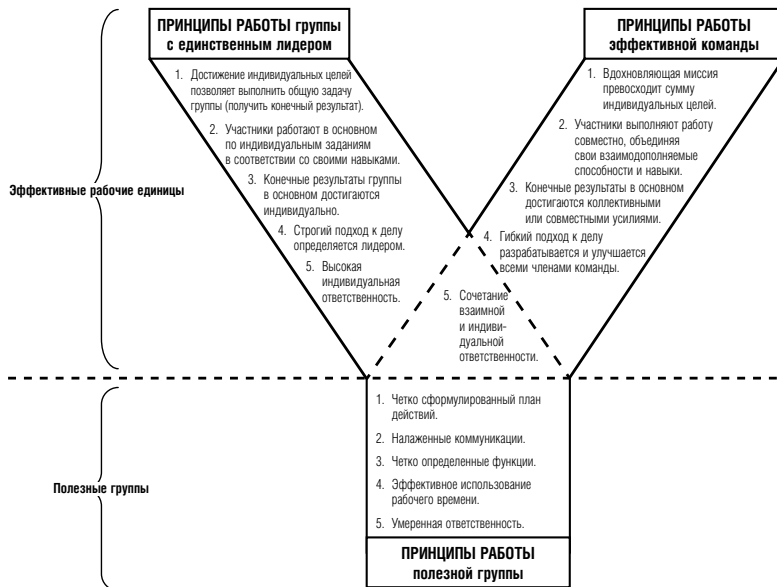 ПРИНЦИПЫ РАБОТЫ группы
с единственным лидером
1. Достижение индивидуальных целей
позволяет выполнить общую задачу
группы (получить конечный результат).
2. Участники работают в основном
по индивидуальным заданиям
в соответствии со своими навыками.
3. Конечные результаты группы
в основном достигаются
индивидуально.
4. Строгий подход к делу
определяется лидером.
5. Высокая
индивидуальная
ответственность.
ПРИНЦИПЫ РАБОТЫ
эффективной команды
1. Вдохновляющая миссия
превосходит сумму
индивидуальных целей.
2. Участники выполняют работу
совместно, объединяя
свои взаимодополняемые
способности и навыки.
3. Конечные результаты в основном
достигаются коллективными
или совместными усилиями.
4. Гибкий подход к делу
разрабатывается и улучшается
всеми членами команды.
5. Сочетание
взаимной
и индиви-
дуальной
ответственности.
Эффективные рабочие единицы
1. Четко сформулированный план
действий.
2. Налаженные коммуникации.
3. Четко определенные функции.
4. Эффективное использование
рабочего времени.
5. Умеренная ответственность.
Полезные группы
ПРИНЦИПЫ РАБОТЫ
полезной группы